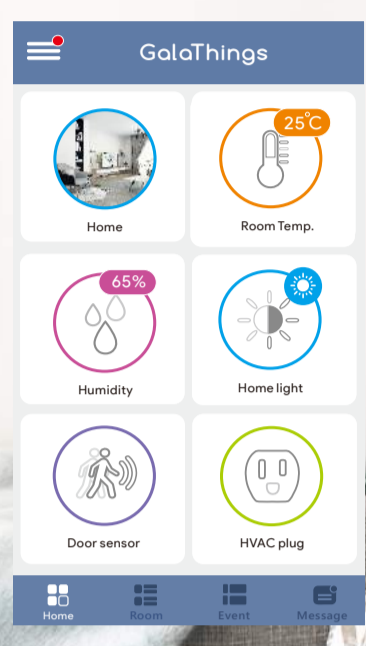 GalaThings
25°C
Home
Room Temp.
65%
Humidity
Home light
Door sensor
HVAC plug
Home
Room
Event
Message